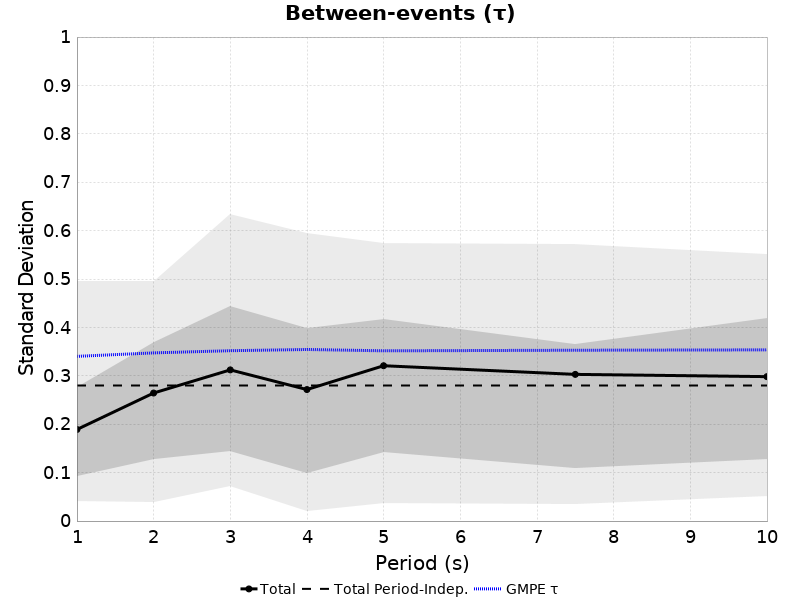 Between-events (τ)
Standard Deviation
1
0.9
0.8
0.7
0.6
0.5
0.4
0.3
0.2
0.1
0
1 2 3 4 5 6 7 8 9 10
Period (s)
Total Total Period-Indep. GMPE τ